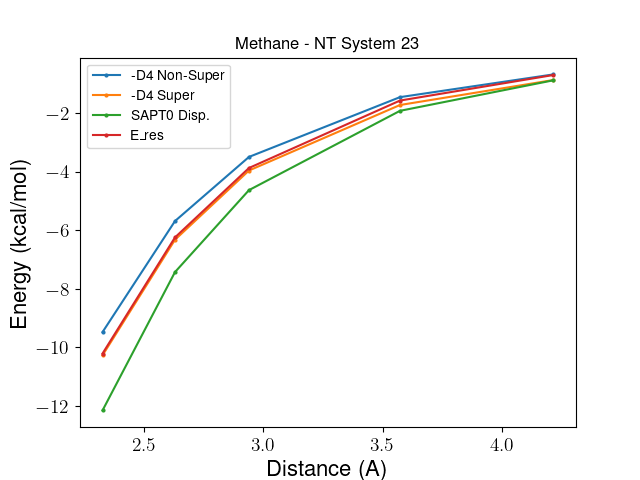 Methane - NT System 23
-D4 Non-Super
-D4 Super
SAPT0 Disp.
E_res
−2
−4
−6
−8
−10
−12
Energy (kcal/mol)
2.5 3.0 3.5 4.0
Distance (A)